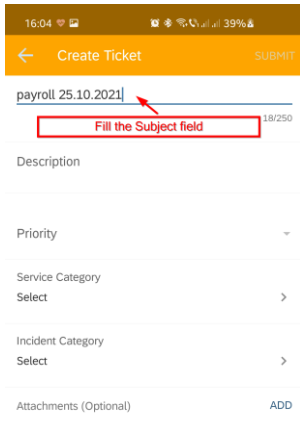 16:04 39%
Create Ticket SUBMIT
payroll 25.10.2021
18/250
Fill the Subject field
Description
Priority
Service Category
Select
Incident Category
Select
Attachments (Optional) ADD